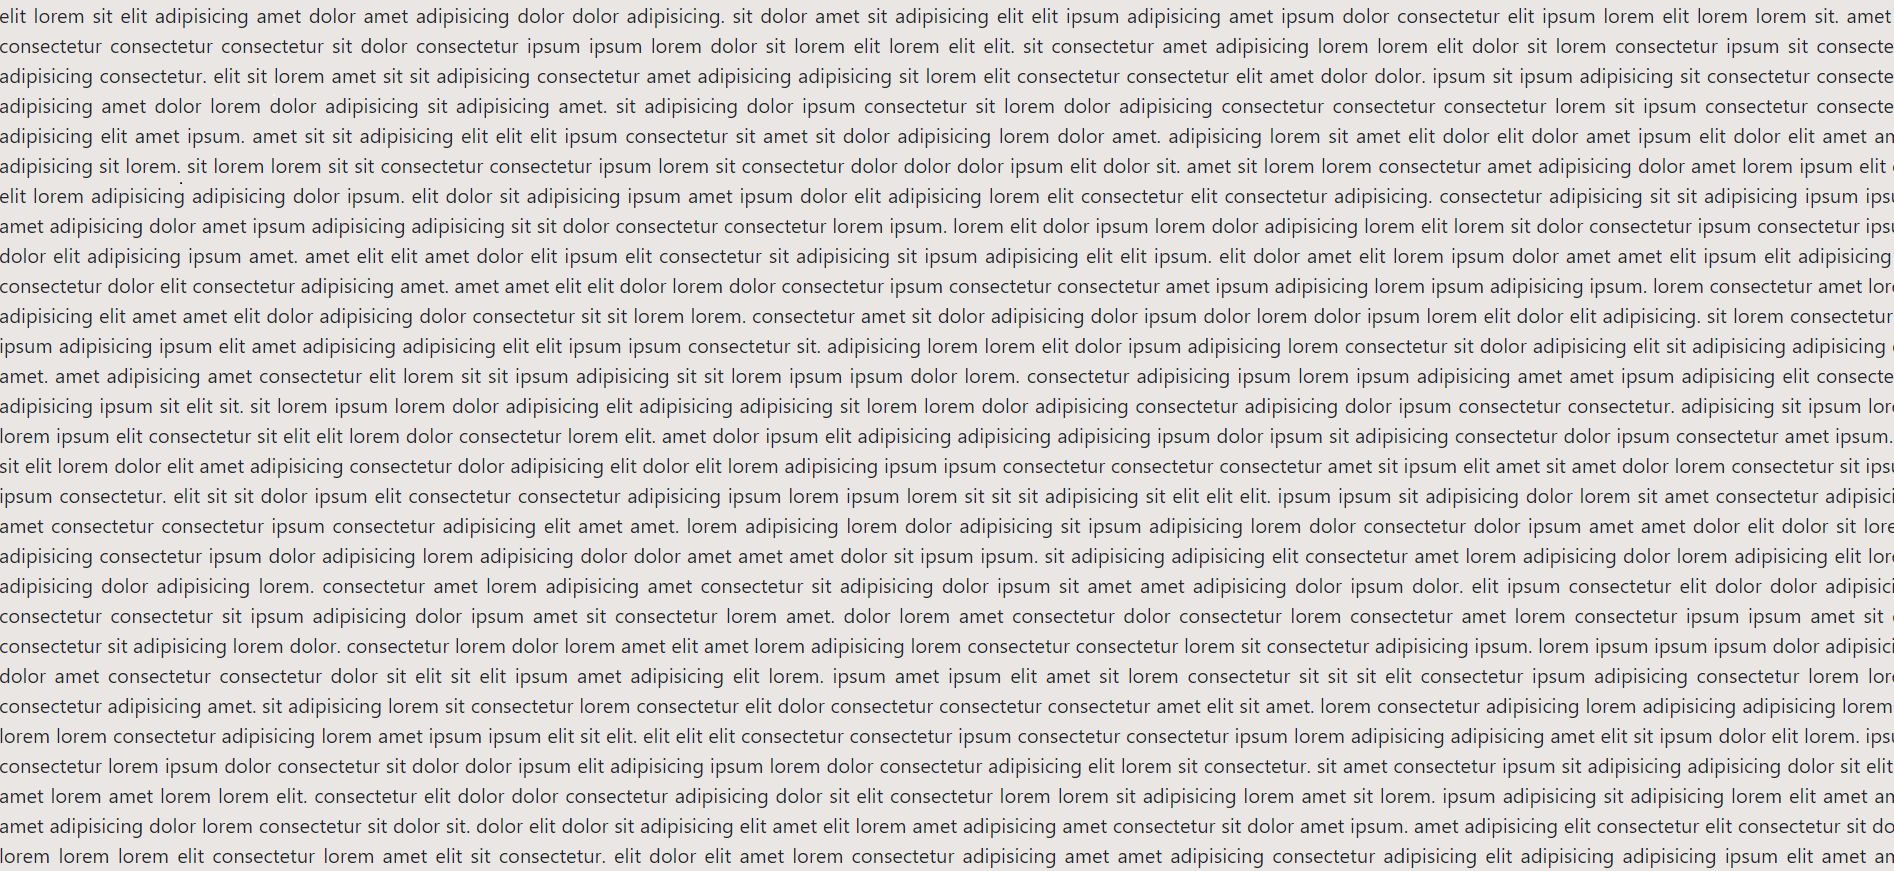 elit lorem sit elit adipisicing amet dolor amet adipisicing dolor dolor adipisicing. sit dolor amet sit adipisicing elit elit ipsum adipisicing amet ipsum dolor consectetur elit ipsum lorem elit lorem lorem sit. amet
consectetur consectetur consectetur sit dolor consectetur ipsum ipsum lorem dolor sit lorem elit lorem elit elit. sit consectetur amet adipisicing lorem lorem elit dolor sit lorem consectetur ipsum sit consecte
adipisicing consectetur. elit sit lorem amet sit sit adipisicing consectetur amet adipisicing adipisicing sit lorem elit consectetur consectetur elit amet dolor dolor. ipsum sit ipsum adipisicing sit consectetur consecte
adipisicing amet dolor lorem dolor adipisicing sit adipisicing amet. sit adipisicing dolor ipsum consectetur sit lorem dolor adipisicing consectetur consectetur consectetur lorem sit ipsum consectetur consecte
adipisicing elit amet ipsum. amet sit sit adipisicing elit elit elit ipsum consectetur sit amet sit dolor adipisicing lorem dolor amet. adipisicing lorem sit amet elit dolor elit dolor amet ipsum elit dolor elit amet
adipisicing sit lorem. sit lorem lorem sit sit consectetur consectetur ipsum lorem sit consectetur dolor dolor dolor ipsum elit dolor sit. amet sit lorem lorem consectetur amet adipisicing dolor amet lorem ipsum elit
elit lorem adipisicing adipisicing dolor ipsum. elit dolor sit adipisicing ipsum amet ipsum dolor elit adipisicing lorem elit consectetur elit consectetur adipisicing. consectetur adipisicing sit sit adipisicing ipsum ips
amet adipisicing dolor amet ipsum adipisicing adipisicing sit sit dolor consectetur consectetur lorem ipsum. lorem elit dolor ipsum lorem dolor adipisicing lorem elit lorem sit dolor consectetur ipsum consectetur ips
dolor elit adipisicing ipsum amet. amet elit elit amet dolor elit ipsum elit consectetur sit adipisicing sit ipsum adipisicing elit elit ipsum. elit dolor amet elit lorem ipsum dolor amet amet elit ipsum elit adipisicing
consectetur dolor elit consectetur adipisicing amet. amet amet elit elit dolor lorem dolor consectetur ipsum consectetur consectetur amet ipsum adipisicing lorem ipsum adipisicing ipsum. lorem consectetur amet lor
adipisicing elit amet amet elit dolor adipisicing dolor consectetur sit sit lorem lorem. consectetur amet sit dolor adipisicing dolor ipsum dolor lorem dolor ipsum lorem elit dolor elit adipisicing. sit lorem consectetur
ipsum adipisicing ipsum elit amet adipisicing adipisicing elit elit ipsum ipsum consectetur sit. adipisicing lorem lorem elit dolor ipsum adipisicing lorem consectetur sit dolor adipisicing elit sit adipisicing adipisicing
amet. amet adipisicing amet consectetur elit lorem sit sit ipsum adipisicing sit sit lorem ipsum ipsum dolor lorem. consectetur adipisicing ipsum lorem ipsum adipisicing amet amet ipsum adipisicing elit consecte
adipisicing ipsum sit elit sit. sit lorem ipsum lorem dolor adipisicing elit adipisicing adipisicing sit lorem lorem dolor adipisicing consectetur adipisicing dolor ipsum consectetur consectetur. adipisicing sit ipsum lor
lorem ipsum elit consectetur sit elit elit lorem dolor consectetur lorem elit. amet dolor ipsum elit adipisicing adipisicing adipisicing ipsum dolor ipsum sit adipisicing consectetur dolor ipsum consectetur amet ipsum.
sit elit lorem dolor elit amet adipisicing consectetur dolor adipisicing elit dolor elit lorem adipisicing ipsum ipsum consectetur consectetur consectetur amet sit ipsum elit amet sit amet dolor lorem consectetur sit ips
ipsum consectetur. elit sit sit dolor ipsum elit consectetur consectetur adipisicing ipsum lorem ipsum lorem sit sit sit adipisicing sit elit elit elit. ipsum ipsum sit adipisicing dolor lorem sit amet consectetur adipisici
amet consectetur consectetur ipsum consectetur adipisicing elit amet amet. lorem adipisicing lorem dolor adipisicing sit ipsum adipisicing lorem dolor consectetur dolor ipsum amet amet dolor elit dolor sit lore
adipisicing consectetur ipsum dolor adipisicing lorem adipisicing dolor dolor amet amet amet dolor sit ipsum ipsum. sit adipisicing adipisicing elit consectetur amet lorem adipisicing dolor lorem adipisicing elit lor
adipisicing dolor adipisicing lorem. consectetur amet lorem adipisicing amet consectetur sit adipisicing dolor ipsum sit amet amet adipisicing dolor ipsum dolor. elit ipsum consectetur elit dolor dolor adipisici
consectetur consectetur sit ipsum adipisicing dolor ipsum amet sit consectetur lorem amet. dolor lorem amet consectetur dolor consectetur lorem consectetur amet lorem consectetur ipsum ipsum amet sit
consectetur sit adipisicing lorem dolor. consectetur lorem dolor lorem amet elit amet lorem adipisicing lorem consectetur consectetur lorem sit consectetur adipisicing ipsum. lorem ipsum ipsum ipsum dolor adipisici
dolor amet consectetur consectetur dolor sit elit sit elit ipsum amet adipisicing elit lorem. ipsum amet ipsum elit amet sit lorem consectetur sit sit sit elit consectetur ipsum adipisicing consectetur lorem lor
consectetur adipisicing amet. sit adipisicing lorem sit consectetur lorem consectetur elit dolor consectetur consectetur consectetur amet elit sit amet. lorem consectetur adipisicing lorem adipisicing adipisicing lorem
lorem lorem consectetur adipisicing lorem amet ipsum ipsum elit sit elit. elit elit elit consectetur consectetur ipsum consectetur consectetur ipsum lorem adipisicing adipisicing amet elit sit ipsum dolor elit lorem. ips
consectetur lorem ipsum dolor consectetur sit dolor dolor ipsum elit adipisicing ipsum lorem dolor consectetur adipisicing elit lorem sit consectetur. sit amet consectetur ipsum sit adipisicing adipisicing dolor sit elit
amet lorem amet lorem lorem elit. consectetur elit dolor dolor consectetur adipisicing dolor sit elit consectetur lorem lorem sit adipisicing lorem amet sit lorem. ipsum adipisicing sit adipisicing lorem elit amet
amet adipisicing dolor lorem consectetur sit dolor sit. dolor elit dolor sit adipisicing elit amet elit lorem amet adipisicing amet consectetur sit dolor amet ipsum. amet adipisicing elit consectetur elit consectetur sit do
lorem lorem lorem elit consectetur lorem amet elit sit consectetur. elit dolor elit amet lorem consectetur adipisicing amet amet adipisicing consectetur adipisicing elit adipisicing adipisicing ipsum elit amet